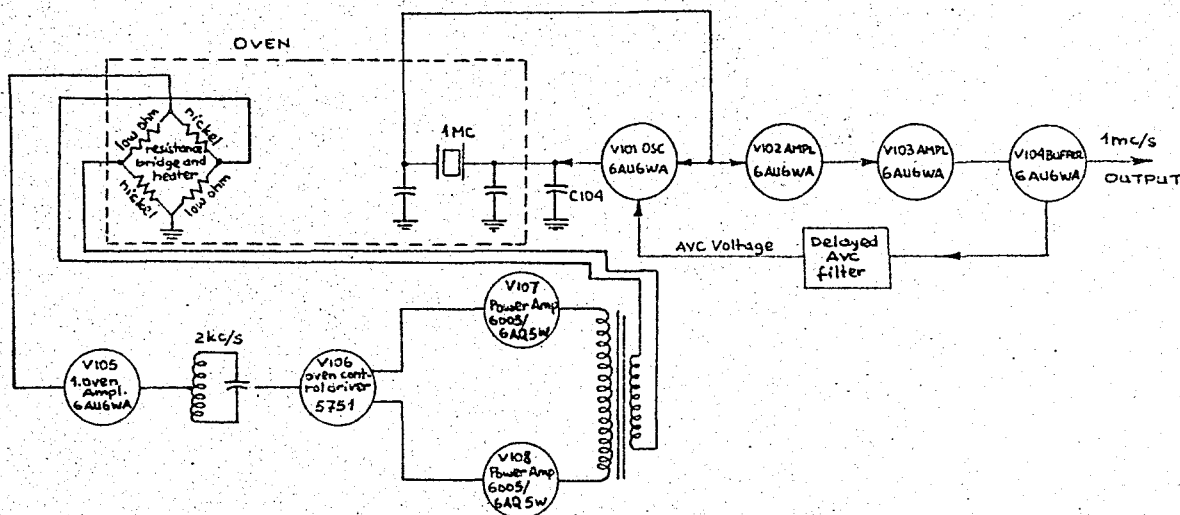 OVEN
low ohm
nickel
resistance
bridge and
heater
nickel
low ohm
1MC
C104
V101 OSC
6AU6WA
V102 AMPL
6AU6WA
V103 AMPL
6AU6WA
V104 BUFFER
6AU6WA
1mc/s
OUTPUT
AVC Voltage
Delayed
AVC
filter
V107
Power Amp
6005/
6AQ5W
2kc/s
V105
1.oven
Ampl.
6AU6WA
V106
oven cont-
rol driver
5751
V108
Power Amp
6005/
6AQ5W